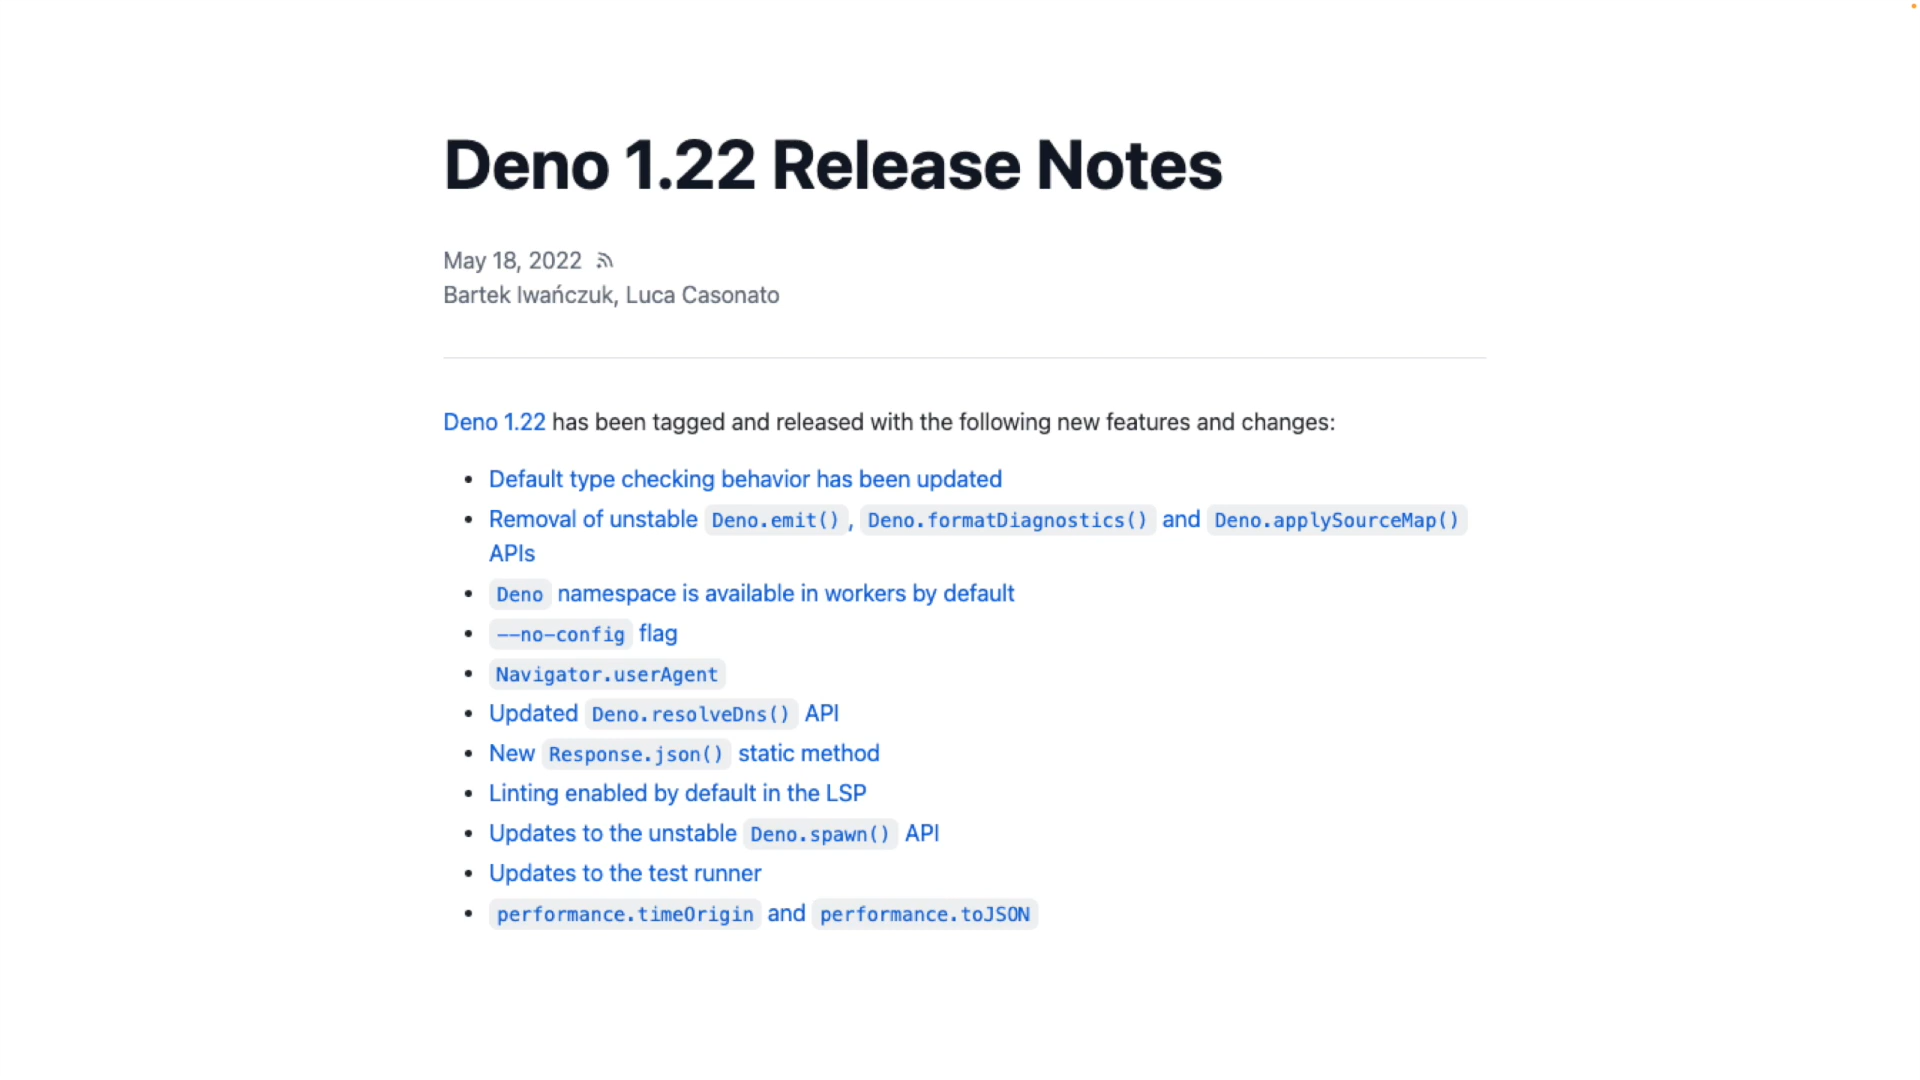 Deno 1.22 Release Notes
May 18, 2022
Bartek Iwańczuk, Luca Casonato
Deno 1.22 has been tagged and released with the following new features and changes:
• Default type checking behavior has been updated
• Removal of unstable Deno.emit(), Deno.formatDiagnostics() and Deno.applySourceMap()
APIs
• Deno namespace is available in workers by default
• --no-config flag
• Navigator.userAgent
• Updated Deno.resolveDns() API
• New Response.json() static method
• Linting enabled by default in the LSP
• Updates to the unstable Deno.spawn() API
• Updates to the test runner
• performance.timeOrigin and performance.toJSON